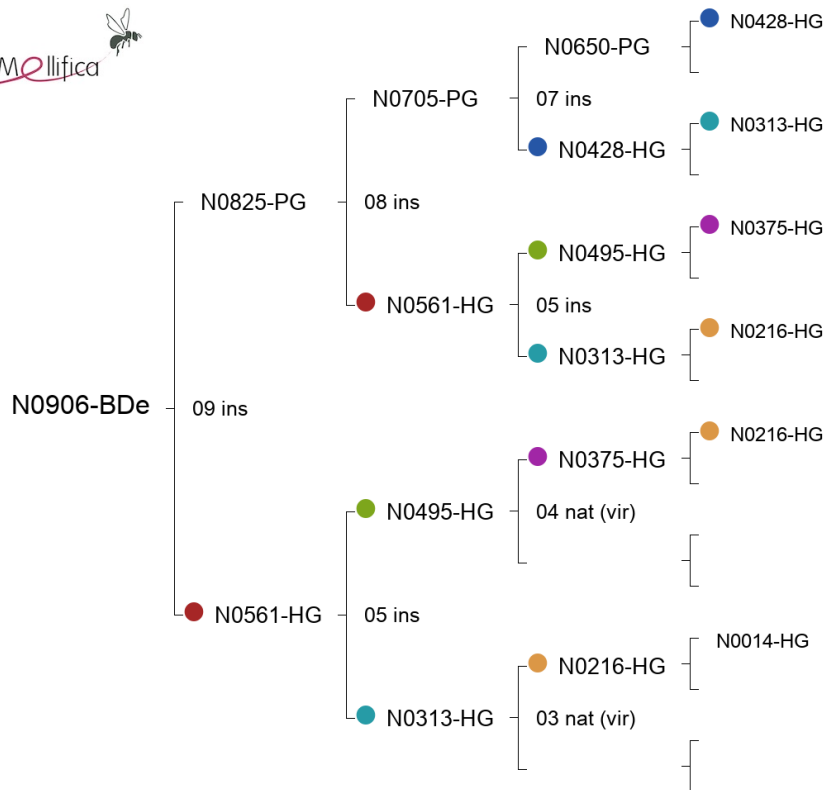 Mellifica
N0428-HG
N0650-PG
N0705-PG
07 ins
N0313-HG
N0428-HG
N0825-PG
08 ins
N0375-HG
N0495-HG
N0561-HG
05 ins
N0216-HG
N0313-HG
N0906-BDe
09 ins
N0216-HG
N0375-HG
N0495-HG
04 nat (vir)
N0561-HG
05 ins
N0014-HG
N0216-HG
N0313-HG
03 nat (vir)